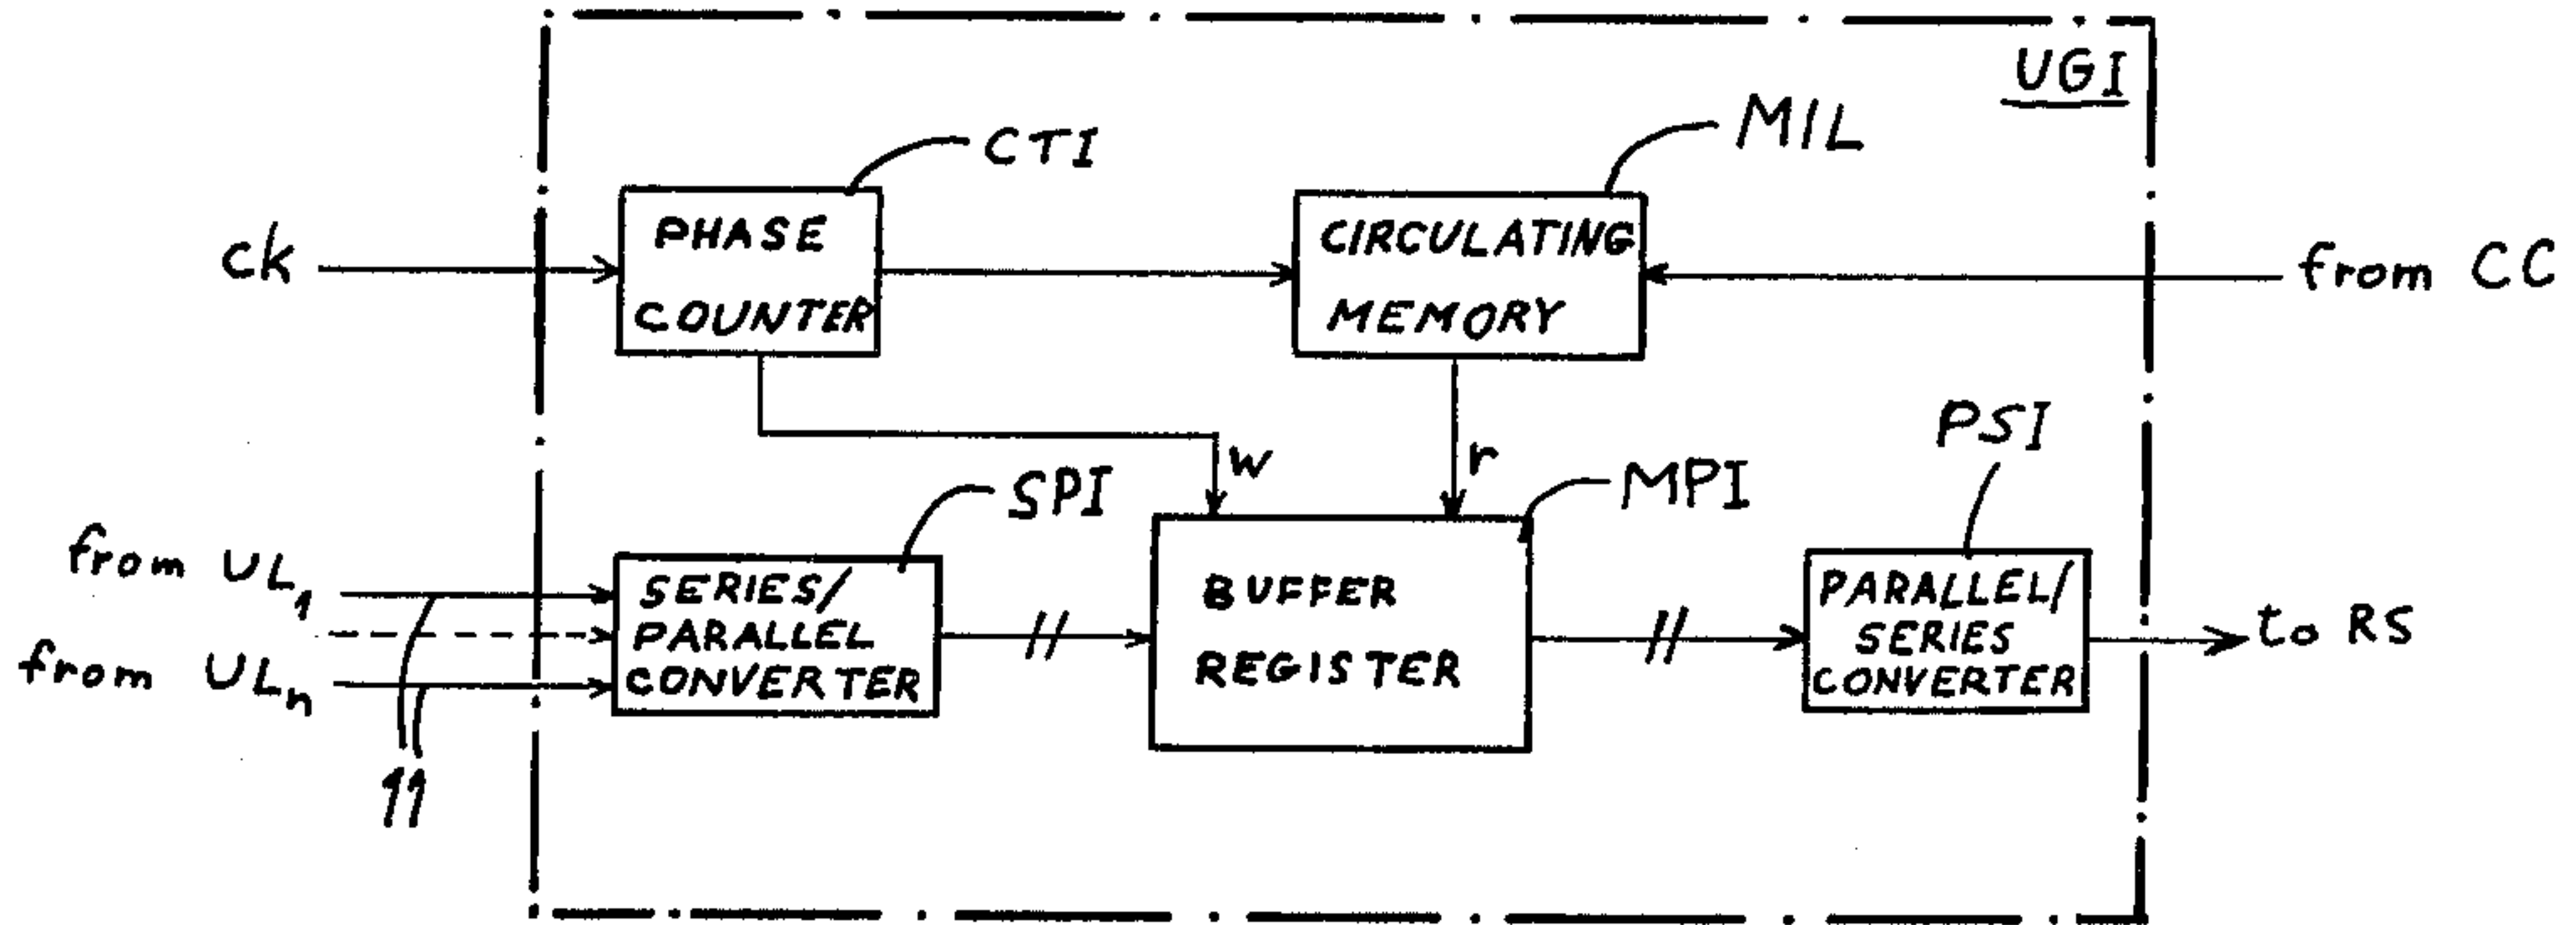 UGI
CTI
MIL
ck
PHASE
COUNTER
CIRCULATING
MEMORY
from CC
w
r
SPI
MPI
PSI
from UL₁
from ULₙ
11
SERIES/
PARALLEL
CONVERTER
BUFFER
REGISTER
PARALLEL/
SERIES
CONVERTER
to RS